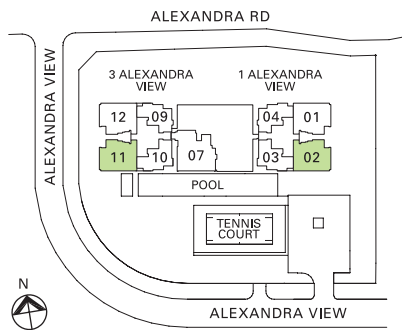 ALEXANDRA RD
ALEXANDRA VIEW
3 ALEXANDRA
VIEW
1 ALEXANDRA
VIEW
12
09
04
01
11
10
07
03
02
POOL
TENNIS
COURT
N
ALEXANDRA VIEW